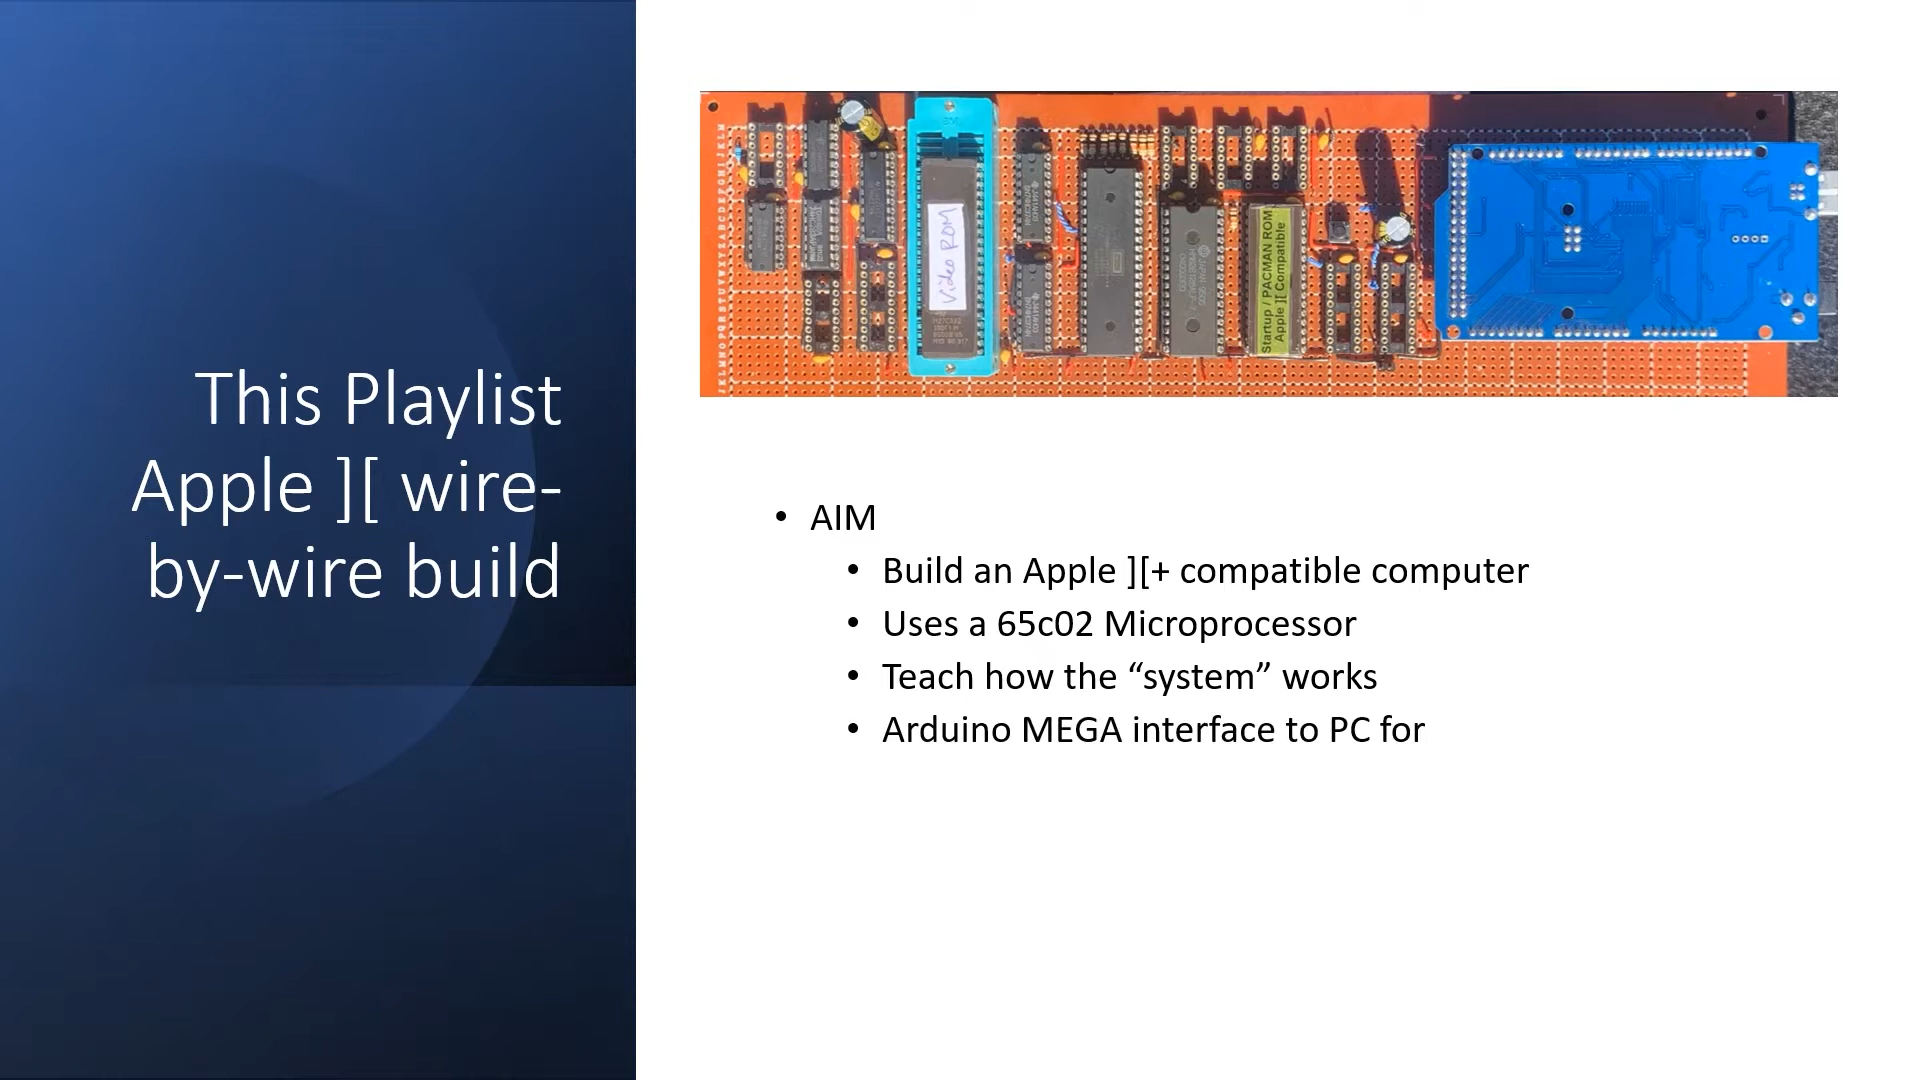 This Playlist
Apple ][ wire-
by-wire build
Video ROM
Startup / PACMAN ROM
Apple ][ Compatible
• AIM
• Build an Apple ][+ compatible computer
• Uses a 65c02 Microprocessor
• Teach how the “system” works
• Arduino MEGA interface to PC for